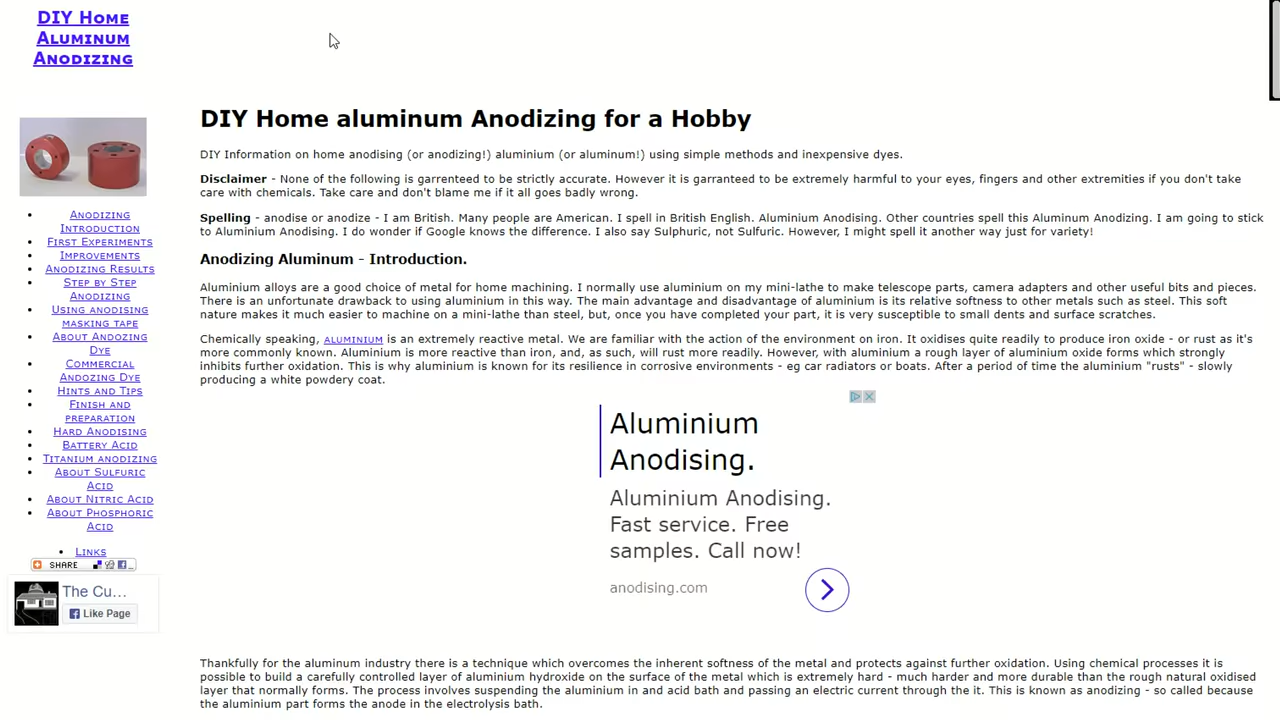 DIY Home
Aluminum
Anodizing
Anodizing
Introduction
First Experiments
Improvements
Anodizing Results
Step by Step
Anodizing
Using anodising
masking tape
About Andozing
Dye
Commercial
Andozing Dye
Hints and Tips
Finish and
preparation
Hard Anodising
Battery Acid
Titanium anodizing
About Sulfuric
Acid
About Nitric Acid
About Phosphoric
Acid
Links
SHARE
The Cu...
Like Page
DIY Home aluminum Anodizing for a Hobby
DIY Information on home anodising (or anodizing!) aluminium (or aluminum!) using simple methods and inexpensive dyes.
Disclaimer - None of the following is garrenteed to be strictly accurate. However it is garranteed to be extremely harmful to your eyes, fingers and other extremities if you don't take
care with chemicals. Take care and don't blame me if it all goes badly wrong.
Spelling - anodise or anodize - I am British. Many people are American. I spell in British English. Aluminium Anodising. Other countries spell this Aluminum Anodizing. I am going to stick
to Aluminium Anodising. I do wonder if Google knows the difference. I also say Sulphuric, not Sulfuric. However, I might spell it another way just for variety!
Anodizing Aluminum - Introduction.
Aluminium alloys are a good choice of metal for home machining. I normally use aluminium on my mini-lathe to make telescope parts, camera adapters and other useful bits and pieces.
There is an unfortunate drawback to using aluminium in this way. The main advantage and disadvantage of aluminium is its relative softness to other metals such as steel. This soft
nature makes it much easier to machine on a mini-lathe than steel, but, once you have completed your part, it is very susceptible to small dents and surface scratches.
Chemically speaking, aluminium is an extremely reactive metal. We are familiar with the action of the environment on iron. It oxidises quite readily to produce iron oxide - or rust as it's
more commonly known. Aluminium is more reactive than iron, and, as such, will rust more readily. However, with aluminium a rough layer of aluminium oxide forms which strongly
inhibits further oxidation. This is why aluminium is known for its resilience in corrosive environments - eg car radiators or boats. After a period of time the aluminium "rusts" - slowly
producing a white powdery coat.
Aluminium
Anodising.
Aluminium Anodising.
Fast service. Free
samples. Call now!
anodising.com
Thankfully for the aluminum industry there is a technique which overcomes the inherent softness of the metal and protects against further oxidation. Using chemical processes it is
possible to build a carefully controlled layer of aluminium hydroxide on the surface of the metal which is extremely hard - much harder and more durable than the rough natural oxidised
layer that normally forms. The process involves suspending the aluminium in and acid bath and passing an electric current through the it. This is known as anodizing - so called because
the aluminium part forms the anode in the electrolysis bath.